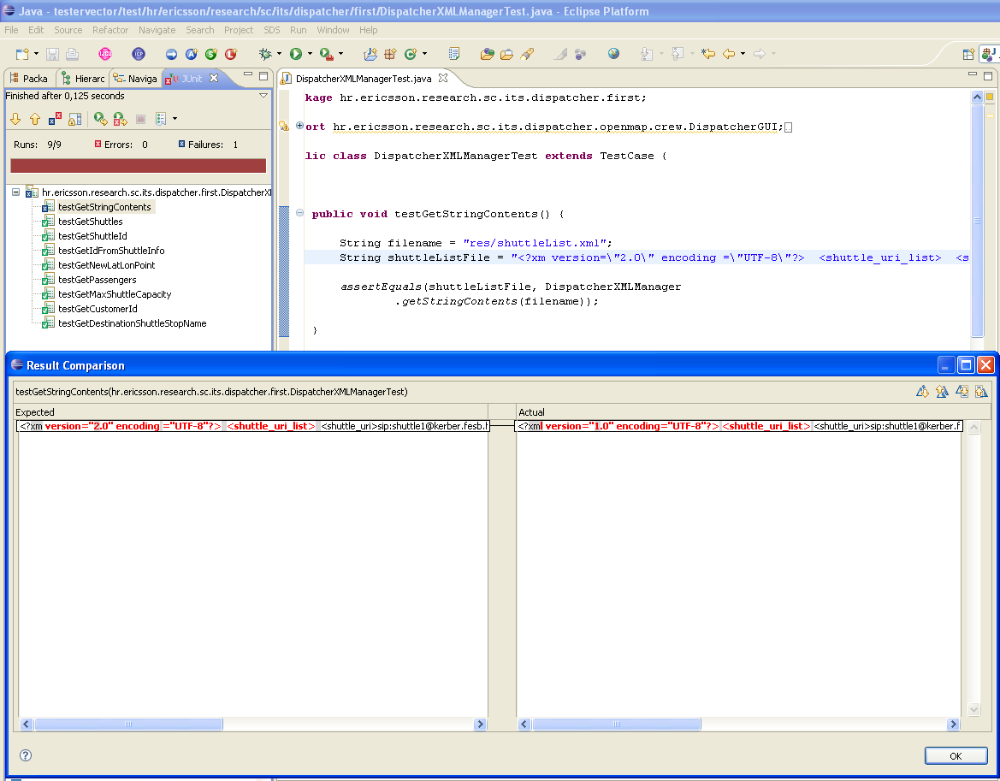 Java - testervector/test/hr/ericsson/research/sc/its/dispatcher/first/DispatcherXMLManagerTest.java - Eclipse Platform
File Edit Source Refactor Navigate Search Project SDS Run Window Help
Packa Hierarc Naviga JUnit
DispatcherXMLManagerTest.java
Finished after 0,125 seconds
Runs: 9/9 Errors: 0 Failures: 1
hr.ericsson.research.sc.its.dispatcher.first.DispatcherXM
testGetStringContents
testGetShuttles
testGetShuttleId
testGetIdFromShuttleInfo
testGetNewLatLonPoint
testGetPassengers
testGetMaxShuttleCapacity
testGetCustomerId
testGetDestinationShuttleStopName
kage hr.ericsson.research.sc.its.dispatcher.first;
ort hr.ericsson.research.sc.its.dispatcher.openmap.crew.DispatcherGUI;
lic class DispatcherXMLManagerTest extends TestCase {
public void testGetStringContents() {
String filename = "res/shuttleList.xml";
String shuttleListFile = "<?xm version=\"2.0\" encoding =\"UTF-8\"?> <shuttle_uri_list> <s
assertEquals(shuttleListFile, DispatcherXMLManager
.getStringContents(filename));
}
Result Comparison
testGetStringContents(hr.ericsson.research.sc.its.dispatcher.first.DispatcherXMLManagerTest)
Expected
<?xm version="2.0" encoding ="UTF-8"?> <shuttle_uri_list> <shuttle_uri>sip:shuttle1@kerber.fesb.h
Actual
<?xml version="1.0" encoding="UTF-8"?> <shuttle_uri_list> <shuttle_uri>sip:shuttle1@kerber.f
OK